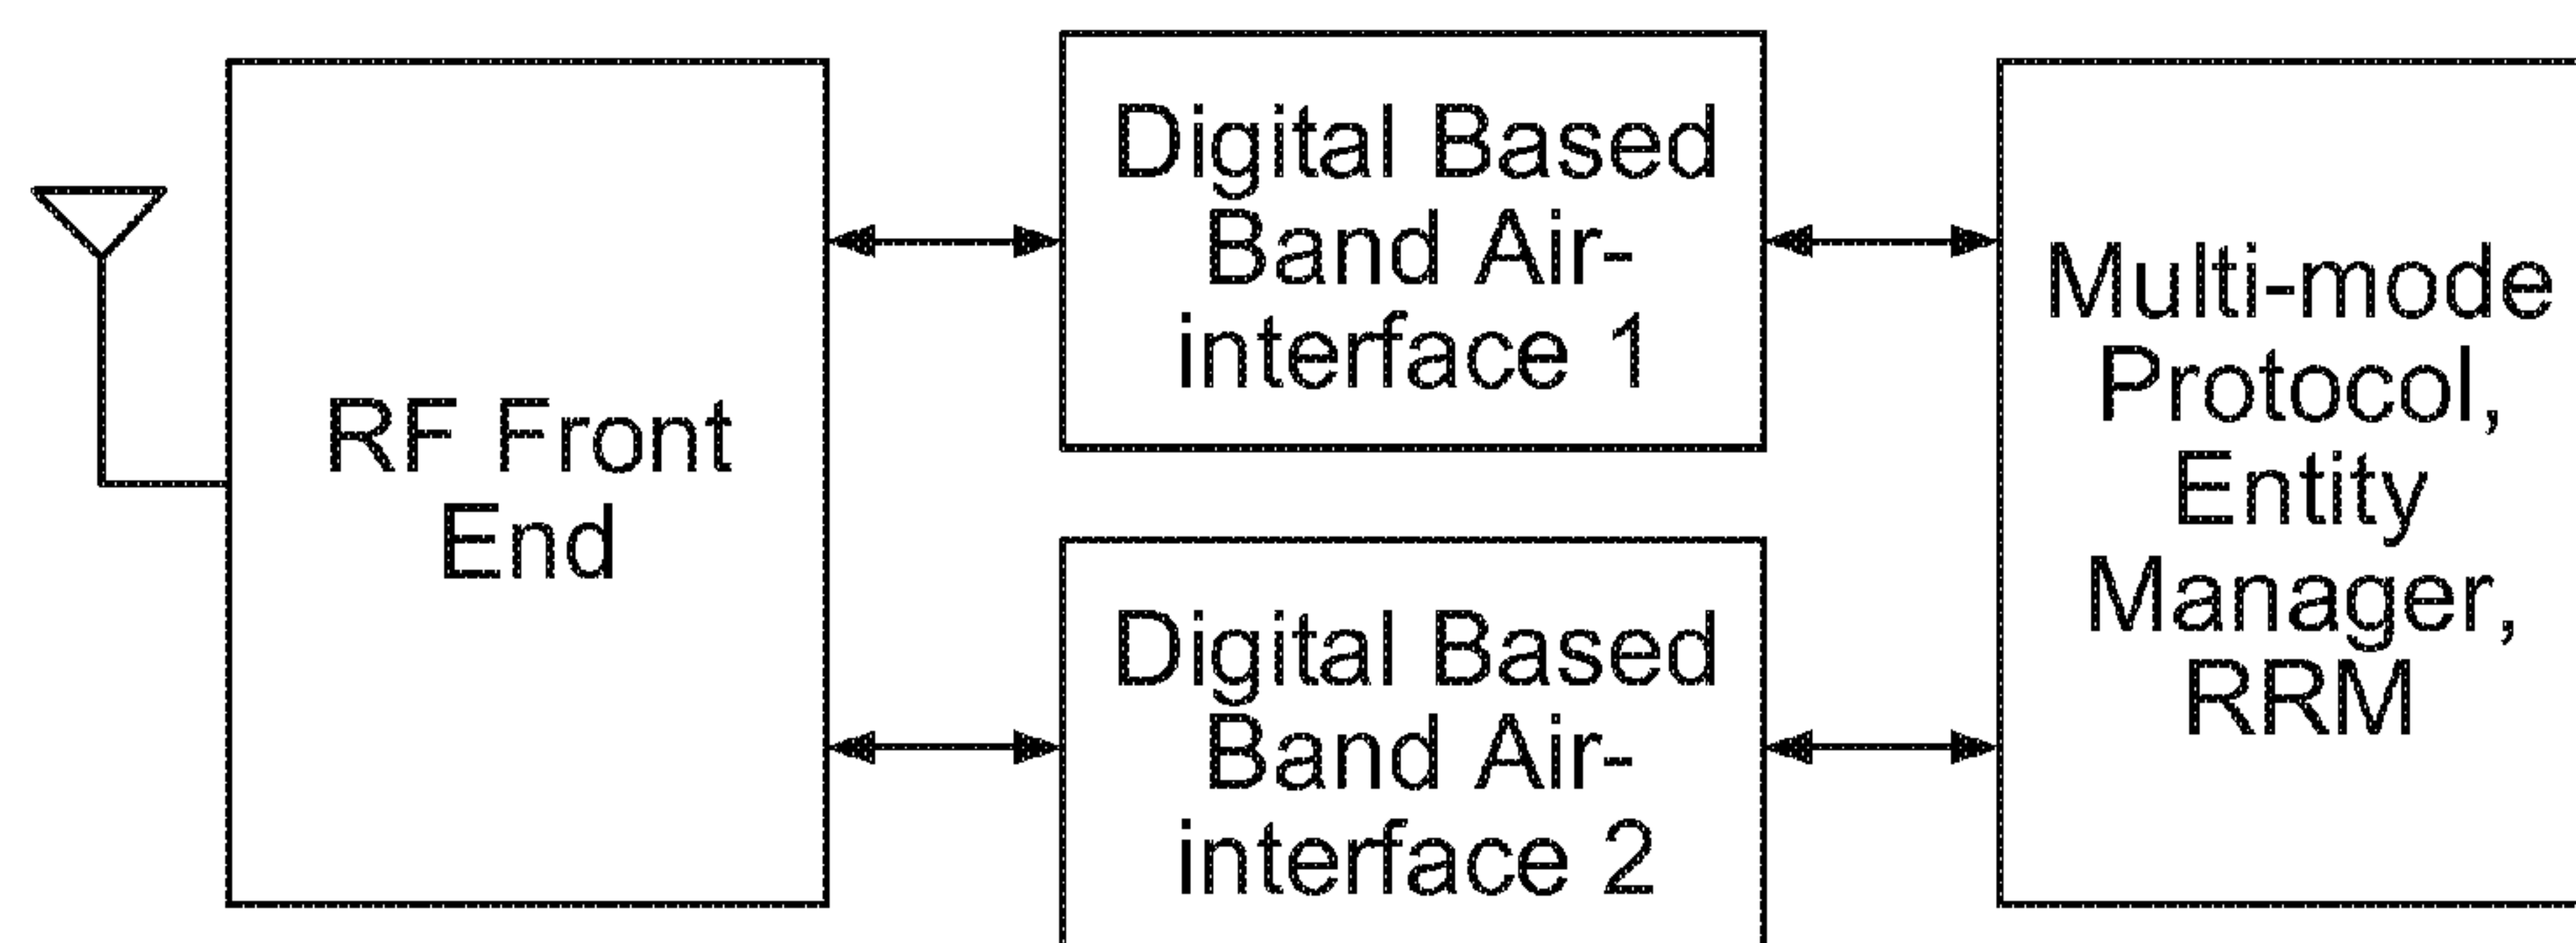 RF Front
End
Digital Based
Band Air-
interface 1
Digital Based
Band Air-
interface 2
Multi-mode
Protocol,
Entity
Manager,
RRM